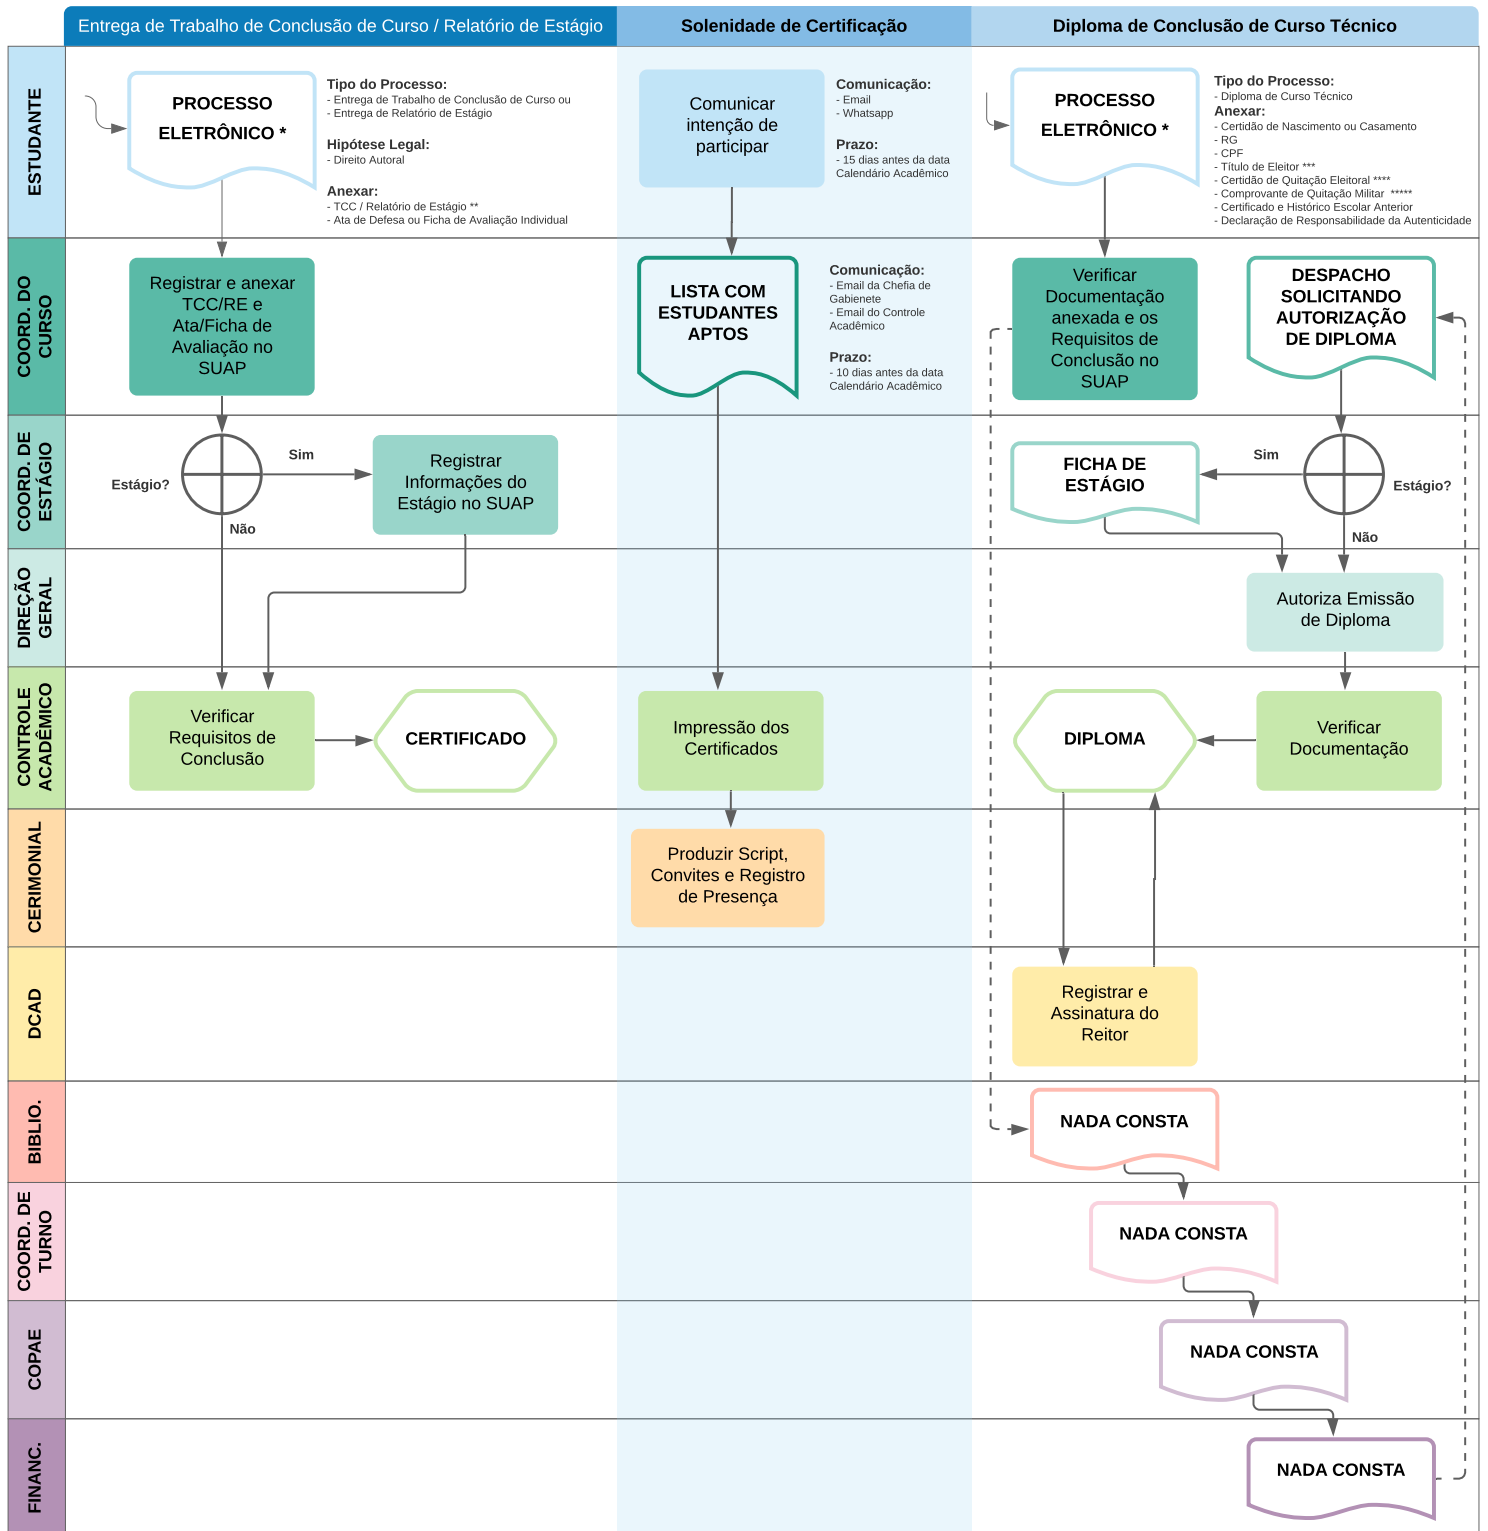 Entrega de Trabalho de Conclusão de Curso / Relatório de Estágio
Solenidade de Certificação
Diploma de Conclusão de Curso Técnico
ESTUDANTE
PROCESSO
ELETRÔNICO *
Tipo do Processo:
- Entrega de Trabalho de Conclusão de Curso ou
- Entrega de Relatório de Estágio
Hipótese Legal:
- Direito Autoral
Anexar:
- TCC / Relatório de Estágio **
- Ata de Defesa ou Ficha de Avaliação Individual
Comunicar
intenção de
participar
Comunicação:
- Email
- Whatsapp
Prazo:
- 15 dias antes da data
Calendário Acadêmico
PROCESSO
ELETRÔNICO *
Tipo do Processo:
- Diploma de Curso Técnico
Anexar:
- Certidão de Nascimento ou Casamento
- RG
- CPF
- Título de Eleitor ***
- Certidão de Quitação Eleitoral ****
- Comprovante de Quitação Militar *****
- Certificado e Histórico Escolar Anterior
- Declaração de Responsabilidade da Autenticidade
COORD. DO
CURSO
Registrar e anexar
TCC/RE e
Ata/Ficha de
Avaliação no
SUAP
LISTA COM
ESTUDANTES
APTOS
Comunicação:
- Email da Chefia de
Gabienete
- Email do Controle
Acadêmico
Prazo:
- 10 dias antes da data
Calendário Acadêmico
Verificar
Documentação
anexada e os
Requisitos de
Conclusão no
SUAP
DESPACHO
SOLICITANDO
AUTORIZAÇÃO
DE DIPLOMA
COORD. DE
ESTÁGIO
Estágio?
Sim
Não
Registrar
Informações do
Estágio no SUAP
FICHA DE
ESTÁGIO
Sim
Estágio?
Não
DIREÇÃO
GERAL
Autoriza Emissão
de Diploma
CONTROLE
ACADÊMICO
Verificar
Requisitos de
Conclusão
CERTIFICADO
Impressão dos
Certificados
DIPLOMA
Verificar
Documentação
CERIMONIAL
Produzir Script,
Convites e Registro
de Presença
DCAD
Registrar e
Assinatura do
Reitor
BIBLIO.
NADA CONSTA
COORD. DE
TURNO
NADA CONSTA
COPAE
NADA CONSTA
FINANC.
NADA CONSTA